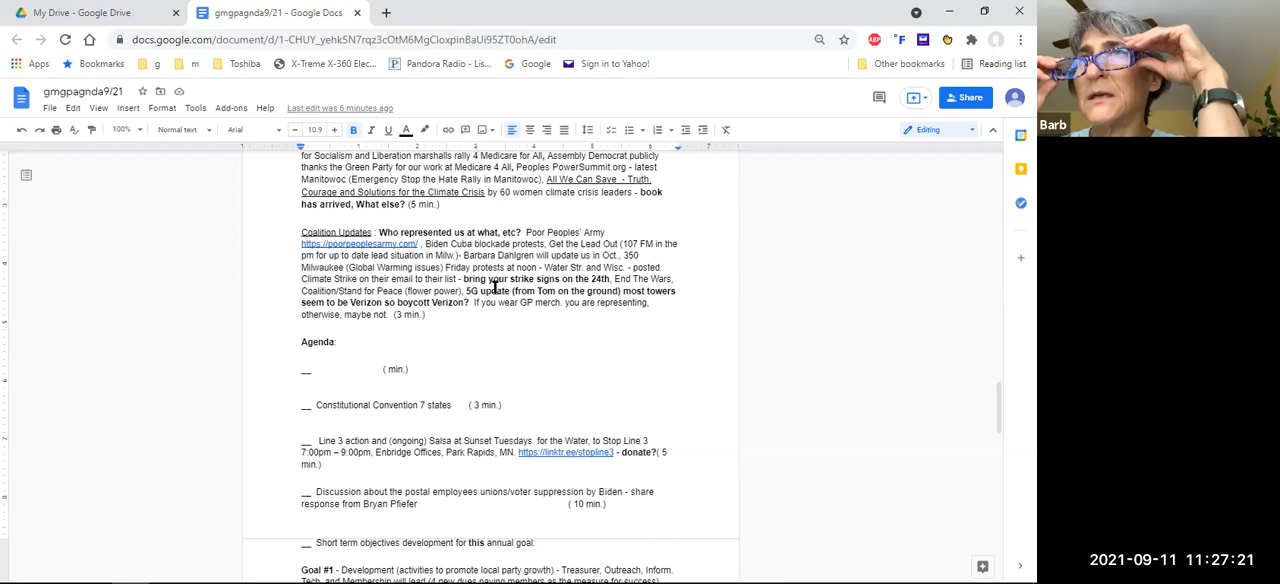 My Drive - Google Drive
gmgpagnda9/21 - Google Docs
docs.google.com/document/d/1-CHUY_yehk5N7rqz3cOtM6MgCloxpinBaUi95ZT0ohA/edit
ABP
°F
Apps
Bookmarks
g
m
Toshiba
X-Treme X-360 Elec...
Pandora Radio - Lis...
Google
Sign in to Yahoo!
Other bookmarks
Reading list
gmgpagnda9/21
File Edit View Insert Format Tools Add-ons Help Last edit was 6 minutes ago
Share
100% Normal text Arial 10.9 B I U A
Editing
for Socialism and Liberation marshalls rally 4 Medicare for All, Assembly Democrat publicly
thanks the Green Party for our work at Medicare 4 All, Peoples PowerSummit.org - latest
Manitowoc (Emergency Stop the Hate Rally in Manitowoc), All We Can Save - Truth,
Courage and Solutions for the Climate Crisis by 60 women climate crisis leaders - book
has arrived, What else? (5 min.)
Coalition Updates : Who represented us at what, etc? Poor Peoples' Army
https://poorpeoplesarmy.com/ , Biden Cuba blockade protests, Get the Lead Out (107 FM in the
pm for up to date lead situation in Milw.)- Barbara Dahlgren will update us in Oct., 350
Milwaukee (Global Warming issues) Friday protests at noon - Water Str. and Wisc. - posted
Climate Strike on their email to their list - bring your strike signs on the 24th, End The Wars,
Coalition/Stand for Peace (flower power), 5G update (from Tom on the ground) most towers
seem to be Verizon so boycott Verizon? If you wear GP merch. you are representing,
otherwise, maybe not. (3 min.)
Agenda:
__ ( min.)
__ Constitutional Convention 7 states ( 3 min.)
__ Line 3 action and (ongoing) Salsa at Sunset Tuesdays for the Water, to Stop Line 3
7:00pm – 9:00pm, Enbridge Offices, Park Rapids, MN. https://linktr.ee/stopline3 - donate?( 5
min.)
__ Discussion about the postal employees unions/voter suppression by Biden - share
response from Bryan Pfiefer ( 10 min.)
__ Short term objectives development for this annual goal:
Goal #1 - Development (activities to promote local party growth) - Treasurer, Outreach, Inform.
Tech, and Membership will lead (4 new dues paying members as the measure for success)
Barb
2021-09-11 11:27:21